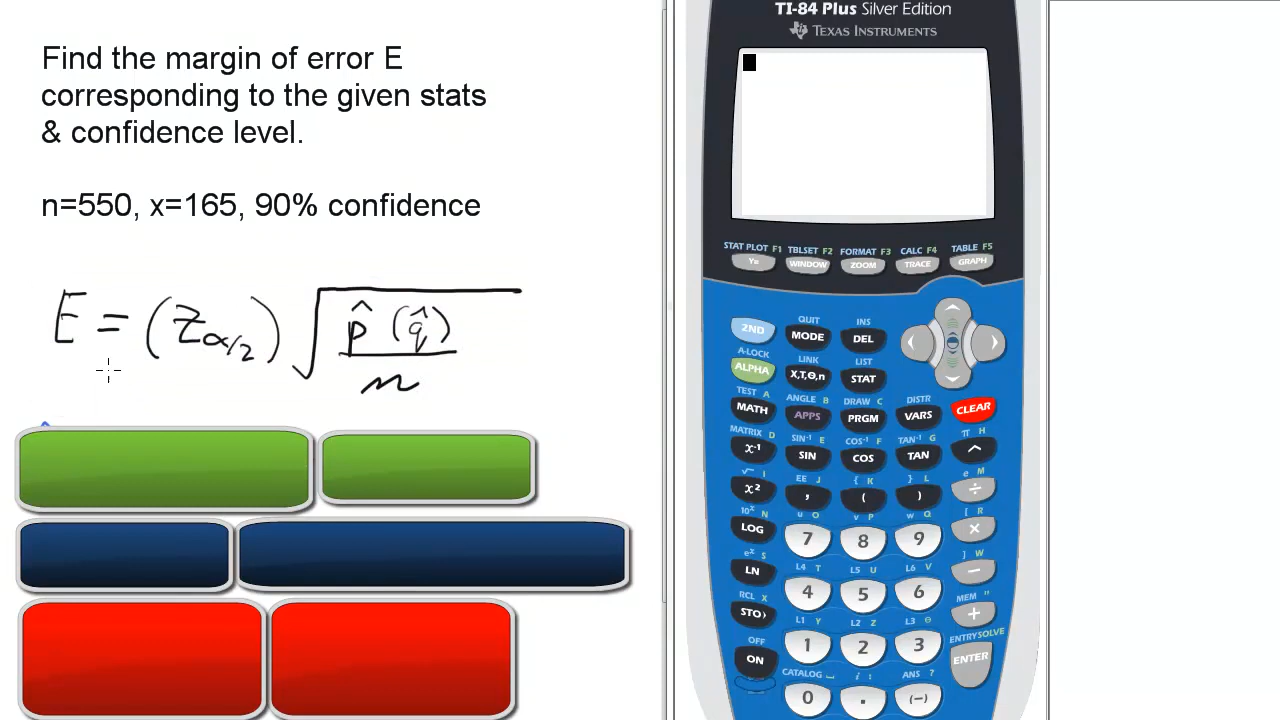 Find the margin of error E
corresponding to the given stats
& confidence level.
n=550, x=165, 90% confidence
E = (Zα/2) √ p̂ (q̂)
n
TI-84 Plus Silver Edition
TEXAS INSTRUMENTS
STAT PLOT F1 TBLSET F2 FORMAT F3 CALC F4 TABLE F5
Y= WINDOW ZOOM TRACE GRAPH
QUIT INS
2ND MODE DEL
A-LOCK LINK LIST
ALPHA X,T,Θ,n STAT
TEST A ANGLE B DRAW C DISTR
MATH APPS PRGM VARS CLEAR
MATRIX D SIN⁻¹ E COS⁻¹ F TAN⁻¹ G π H
x⁻¹ SIN COS TAN ^
√ I EE J { K } L e M
x² , ( ) ÷
10ˣ N u O v P w Q [ R
LOG 7 8 9 ×
eˣ S L4 T L5 U L6 V ] W
LN 4 5 6 −
RCL X L1 Y L2 Z L3 Θ MEM "
STO› 1 2 3 +
OFF CATALOG ⎵ i : ANS ? ENTRY SOLVE
ON 0 . (−) ENTER